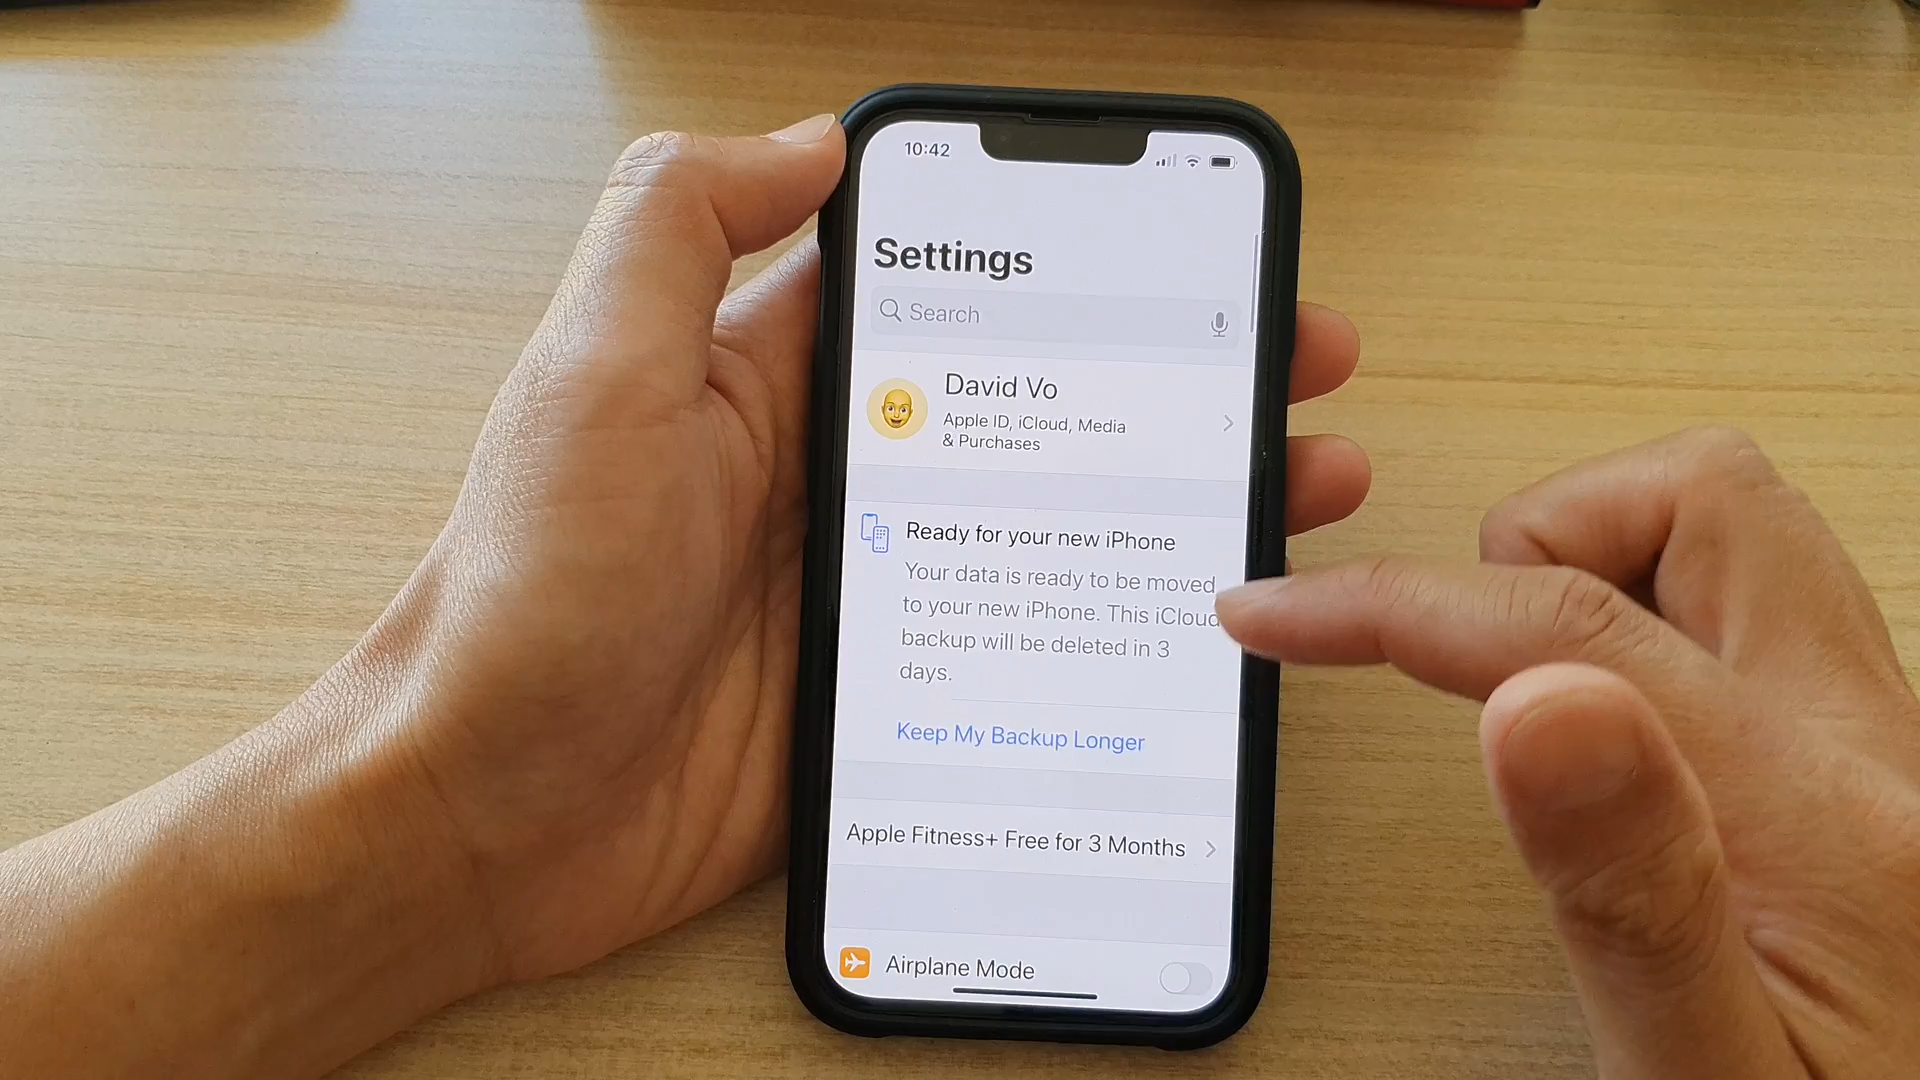 10:42
Settings
Search
David Vo
Apple ID, iCloud, Media
& Purchases
Ready for your new iPhone
Your data is ready to be moved
to your new iPhone. This iCloud
backup will be deleted in 3
days.
Keep My Backup Longer
Apple Fitness+ Free for 3 Months
Airplane Mode